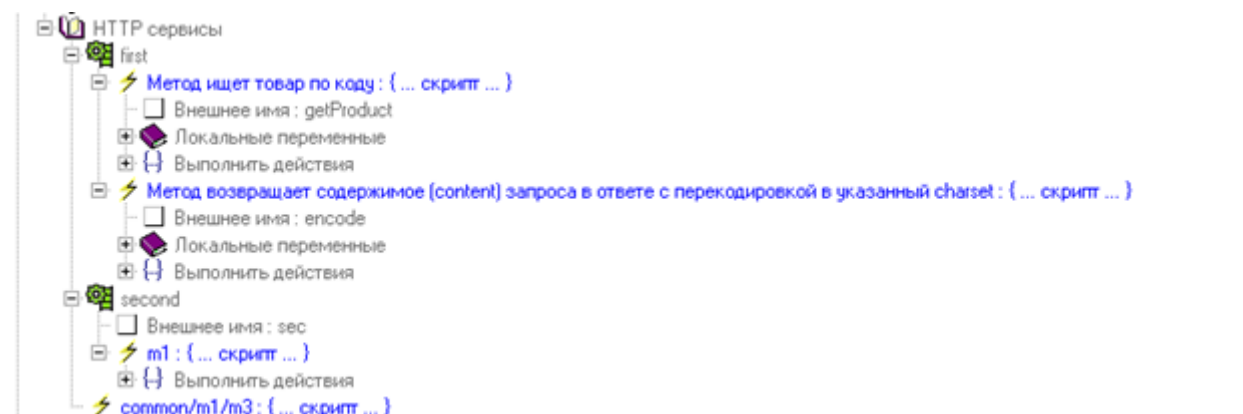 HTTP сервисы
first
Метод ищет товар по коду : { ... скрипт ... }
Внешнее имя : getProduct
Локальные переменные
Выполнить действия
Метод возвращает содержимое (content) запроса в ответе с перекодировкой в указанный charset : { ... скрипт ... }
Внешнее имя : encode
Локальные переменные
Выполнить действия
second
Внешнее имя : sec
m1 : { ... скрипт ... }
Выполнить действия
common/m1/m3 : { ... скрипт ... }